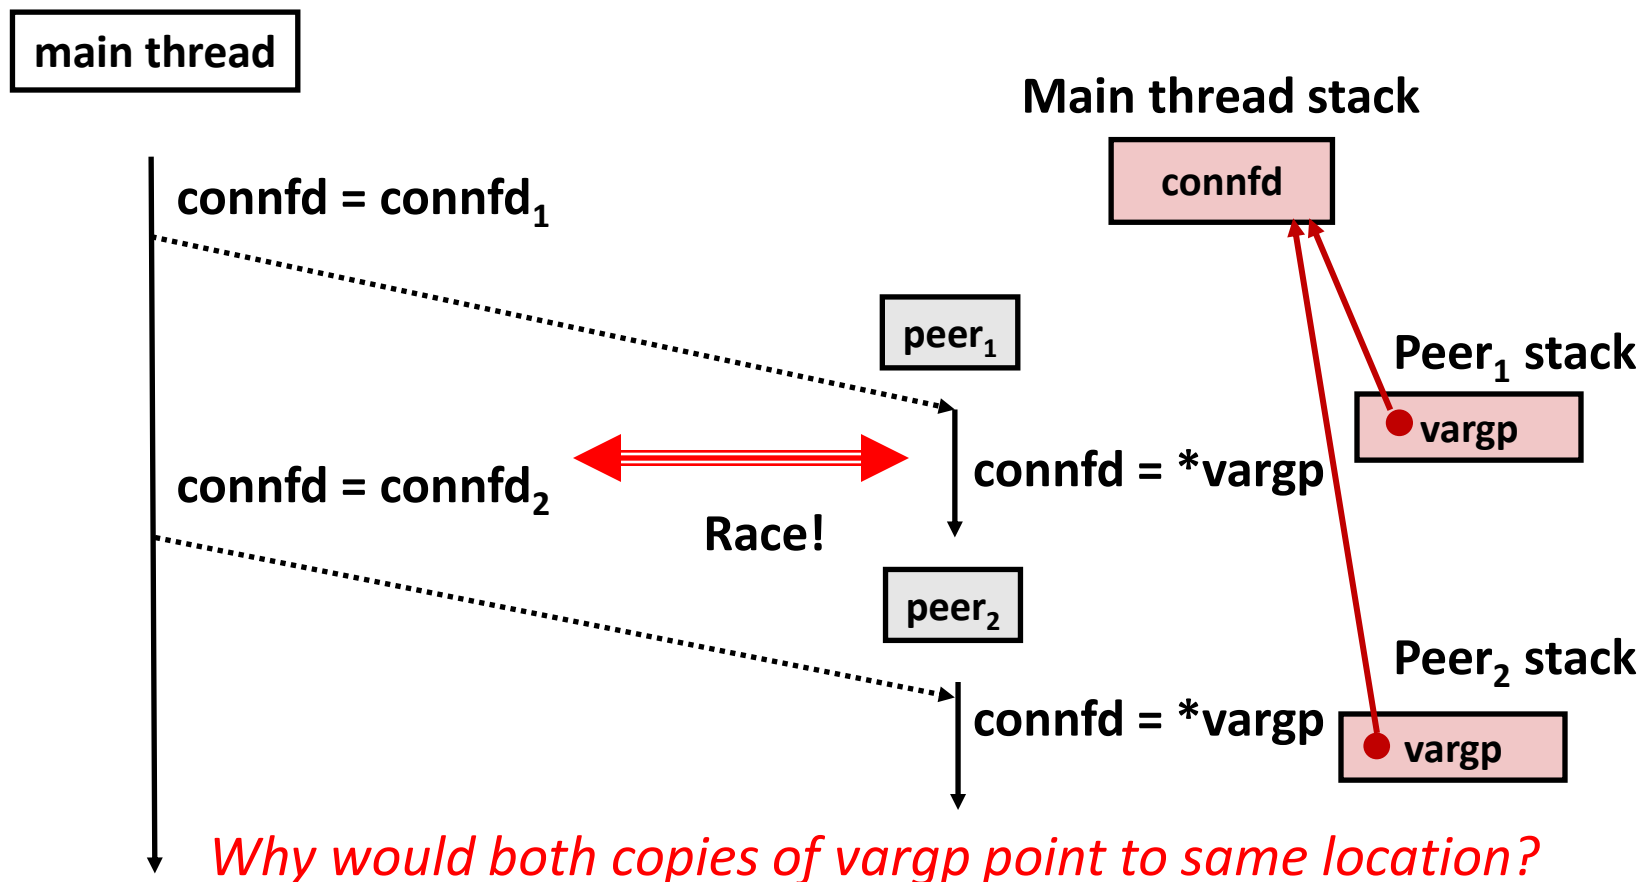 main thread
Main thread stack
connfd
connfd = connfd₁
peer₁
Peer₁ stack
vargp
connfd = *vargp
connfd = connfd₂
Race!
peer₂
Peer₂ stack
connfd = *vargp
vargp
Why would both copies of vargp point to same location?